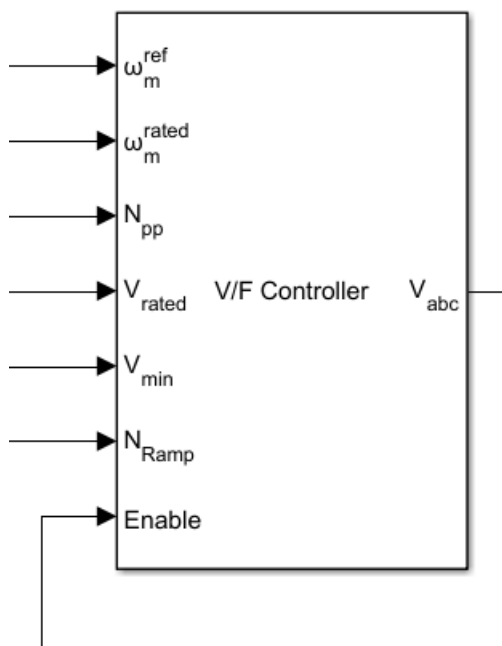 ω_m^ref
ω_m^rated
N_pp
V_rated
V/F Controller
V_abc
V_min
N_Ramp
Enable